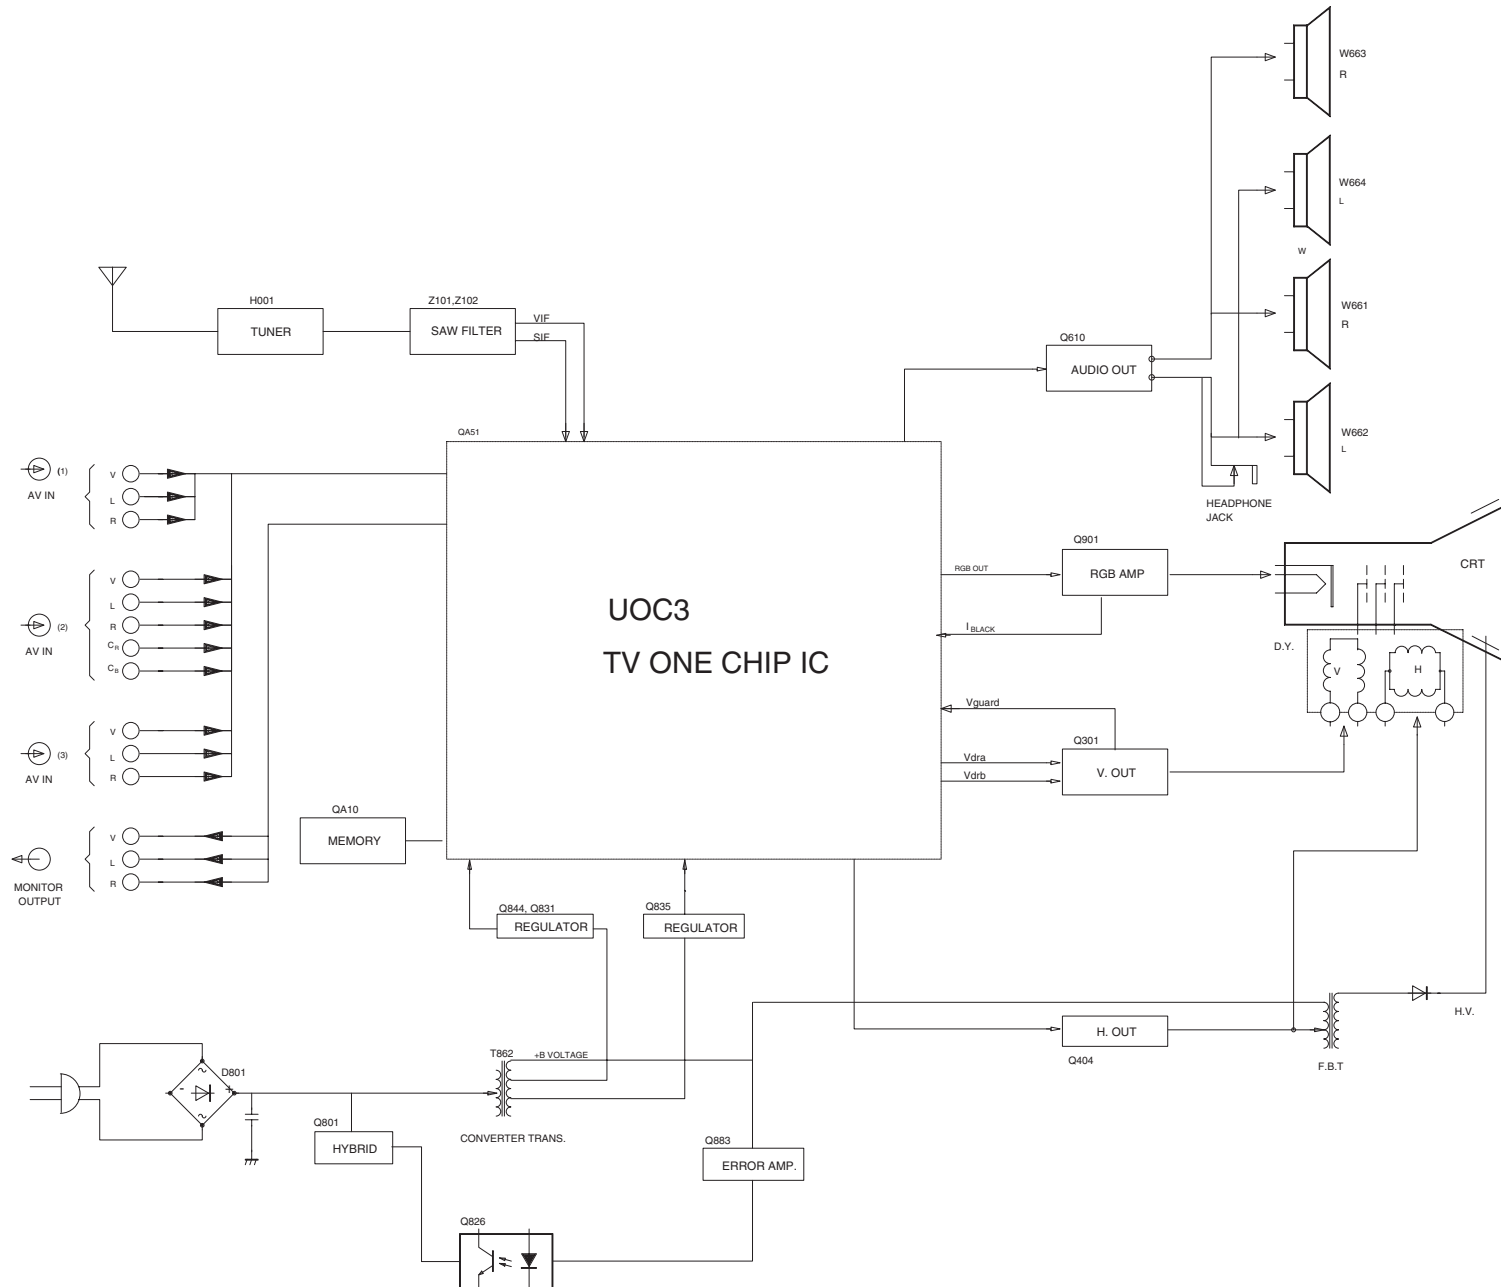 W663
R
W664
L
W
W661
R
W662
L
H001
TUNER
Z101,Z102
SAW FILTER
VIF
SIF
Q610
AUDIO OUT
HEADPHONE
JACK
QA51
UOC3
TV ONE CHIP IC
(1)
AV IN
V
L
R
(2)
AV IN
V
L
R
CR
CB
(3)
AV IN
V
L
R
MONITOR
OUTPUT
V
L
R
QA10
MEMORY
RGB OUT
Q901
RGB AMP
I BLACK
CRT
D.Y.
V
H
Vguard
Vdra
Vdrb
Q301
V. OUT
Q844, Q831
REGULATOR
Q835
REGULATOR
H. OUT
Q404
H.V.
F.B.T
T862
+B VOLTAGE
CONVERTER TRANS.
D801
~
-
+
~
Q801
HYBRID
Q883
ERROR AMP.
Q826